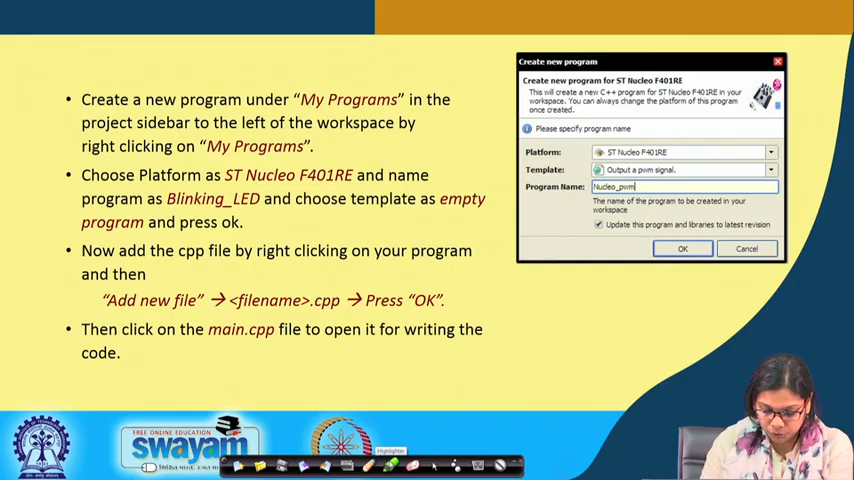 • Create a new program under “My Programs” in the
project sidebar to the left of the workspace by
right clicking on “My Programs”.
• Choose Platform as ST Nucleo F401RE and name
program as Blinking_LED and choose template as empty
program and press ok.
• Now add the cpp file by right clicking on your program
and then
“Add new file” → <filename>.cpp → Press “OK”.
• Then click on the main.cpp file to open it for writing the
code.
Create new program
Create new program for ST Nucleo F401RE
This will create a new C++ program for ST Nucleo F401RE in your
workspace. You can always change the platform of this program
once created.
Please specify program name
Platform: ST Nucleo F401RE
Template: Output a pwm signal.
Program Name: Nucleo_pwm
The name of the program to be created in your
workspace
Update this program and libraries to latest revision
OK Cancel
FREE ONLINE EDUCATION
swayam
Highlighter